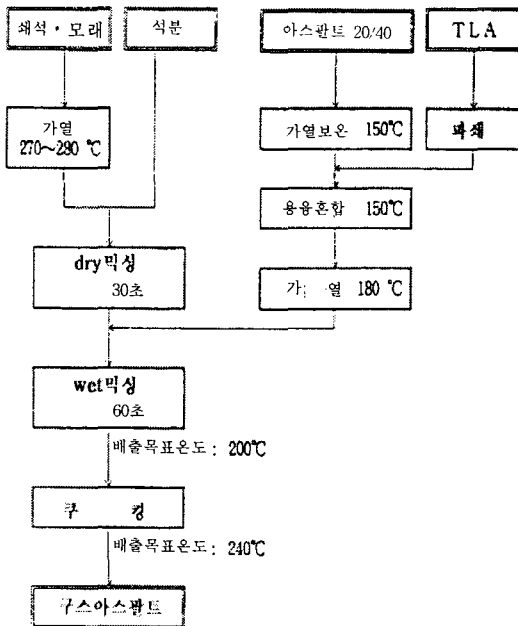 쇄석・모래
석분
아스팔트 20/40
TLA
가열
270~280 ℃
가열보온 150℃
파쇄
용융혼합 150℃
dry믹싱
30초
가 열 180 ℃
wet믹싱
60초
배출목표온도 : 200℃
쿠 킹
배출목표온도 : 240℃
구스아스팔트